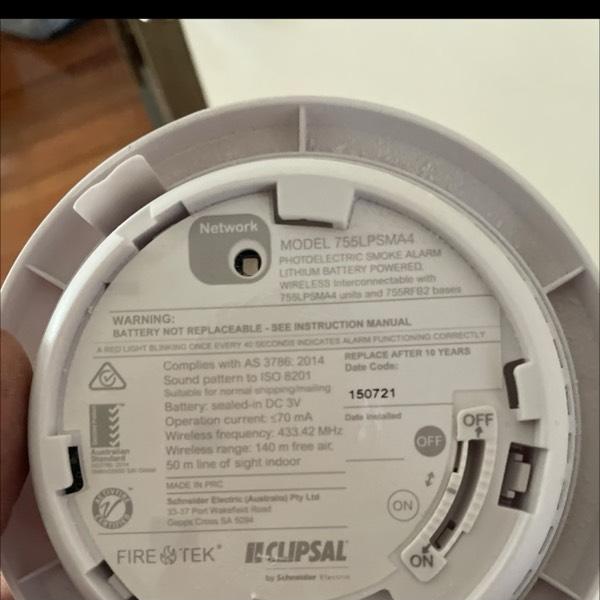 Network
MODEL 755LPSMA4
PHOTOELECTRIC SMOKE ALARM
LITHIUM BATTERY POWERED.
WIRELESS Interconnectable with
755LPSMA4 units and 755RFB2 bases
WARNING:
BATTERY NOT REPLACEABLE - SEE INSTRUCTION MANUAL
A RED LIGHT BLINKING ONCE EVERY 40 SECONDS INDICATES ALARM FUNCTIONING CORRECTLY
Complies with AS 3786: 2014
Sound pattern to ISO 8201
Suitable for normal shipping/mailing
Battery: sealed-in DC 3V
Operation current: ≤70 mA
Wireless frequency: 433.42 MHz
Wireless range: 140 m free air,
50 m line of sight indoor
REPLACE AFTER 10 YEARS
Date Code:
150721
Date Installed
OFF
OFF
ON
ON
Australian
Standard
MADE IN PRC
Schneider Electric (Australia) Pty Ltd
33-37 Port Wakefield Road
Gepps Cross SA 5094
ACTIVFIRE
VERIFIED
FIRETEK®
CLIPSAL®
by Schneider Electric